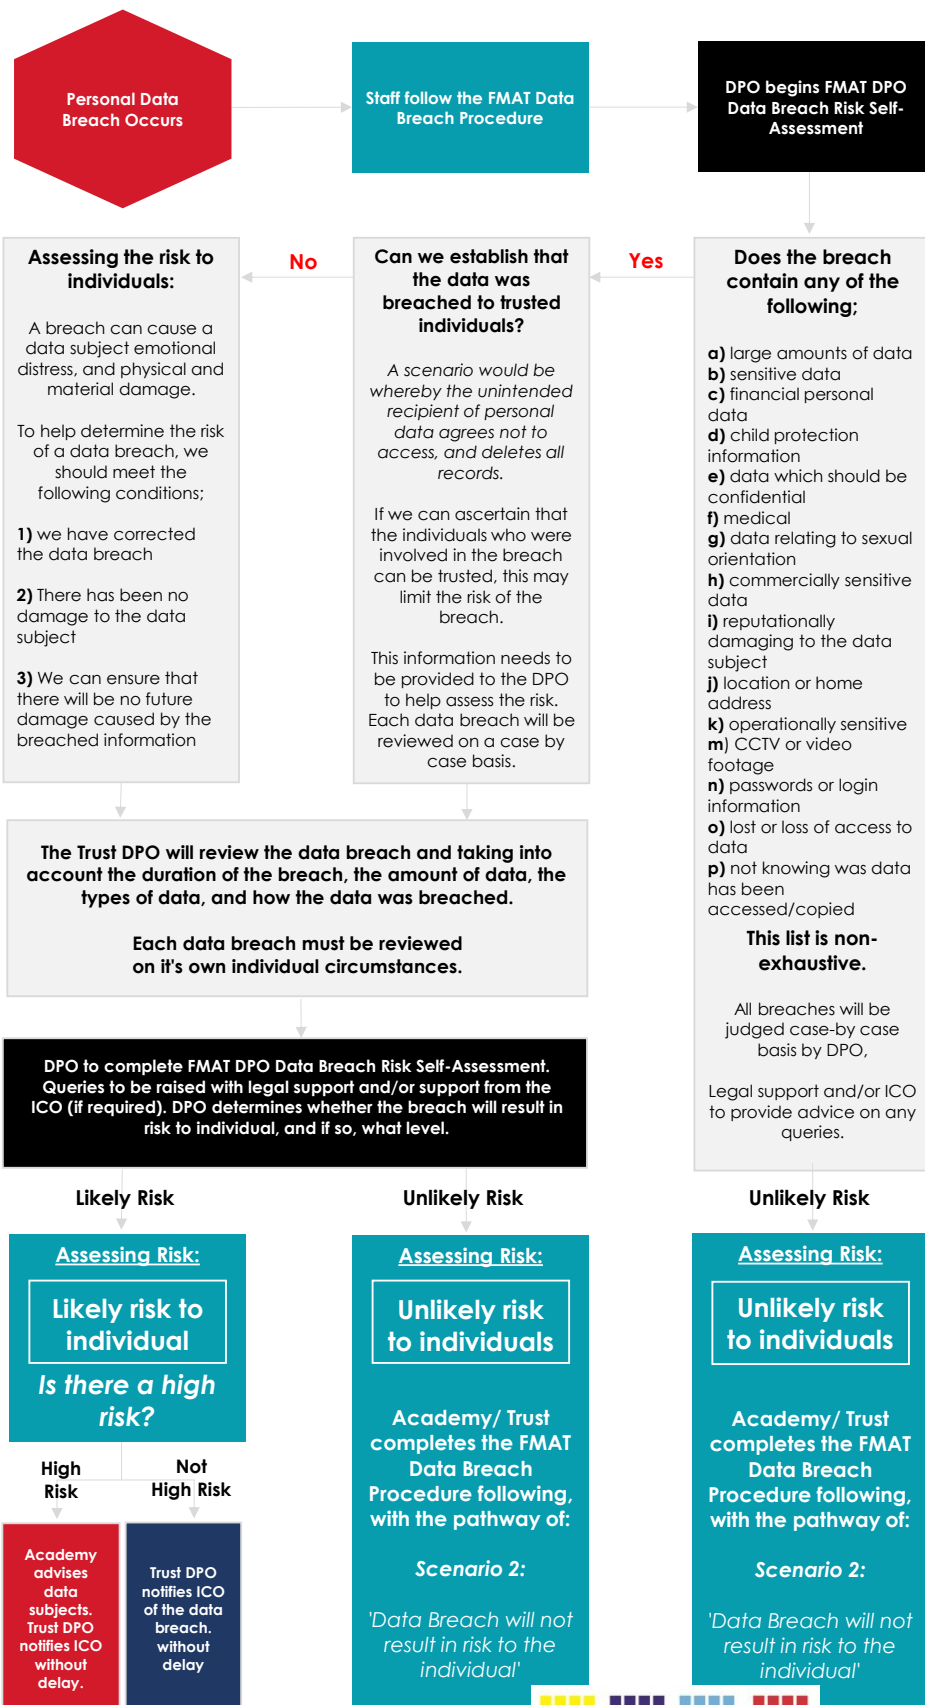 Personal Data
Breach Occurs
Staff follow the FMAT Data
Breach Procedure
DPO begins FMAT DPO
Data Breach Risk Self-
Assessment
Does the breach
contain any of the
following;
a) large amounts of data
b) sensitive data
c) financial personal
data
d) child protection
information
e) data which should be
confidential
f) medical
g) data relating to sexual
orientation
h) commercially sensitive
data
i) reputationally
damaging to the data
subject
j) location or home
address
k) operationally sensitive
m) CCTV or video
footage
n) passwords or login
information
o) lost or loss of access to
data
p) not knowing was data
has been
accessed/copied
This list is non-
exhaustive.
All breaches will be
judged case-by case
basis by DPO,
Legal support and/or ICO
to provide advice on any
queries.
Yes
Can we establish that
the data was
breached to trusted
individuals?
A scenario would be
whereby the unintended
recipient of personal
data agrees not to
access, and deletes all
records.
If we can ascertain that
the individuals who were
involved in the breach
can be trusted, this may
limit the risk of the
breach.
This information needs to
be provided to the DPO
to help assess the risk.
Each data breach will be
reviewed on a case by
case basis.
No
Assessing the risk to
individuals:
A breach can cause a
data subject emotional
distress, and physical and
material damage.
To help determine the risk
of a data breach, we
should meet the
following conditions;
1) we have corrected
the data breach
2) There has been no
damage to the data
subject
3) We can ensure that
there will be no future
damage caused by the
breached information
The Trust DPO will review the data breach and taking into
account the duration of the breach, the amount of data, the
types of data, and how the data was breached.
Each data breach must be reviewed
on it's own individual circumstances.
DPO to complete FMAT DPO Data Breach Risk Self-Assessment.
Queries to be raised with legal support and/or support from the
ICO (if required). DPO determines whether the breach will result in
risk to individual, and if so, what level.
Likely Risk
Assessing Risk:
Likely risk to
individual
Is there a high
risk?
High
Risk
Not
High Risk
Academy
advises
data
subjects.
Trust DPO
notifies ICO
without
delay.
Trust DPO
notifies ICO
of the data
breach.
without
delay
Unlikely Risk
Assessing Risk:
Unlikely risk
to individuals
Academy/ Trust
completes the FMAT
Data Breach
Procedure following,
with the pathway of:
Scenario 2:
'Data Breach will not
result in risk to the
individual'
Unlikely Risk
Assessing Risk:
Unlikely risk
to individuals
Academy/ Trust
completes the FMAT
Data Breach
Procedure following,
with the pathway of:
Scenario 2:
'Data Breach will not
result in risk to the
individual'